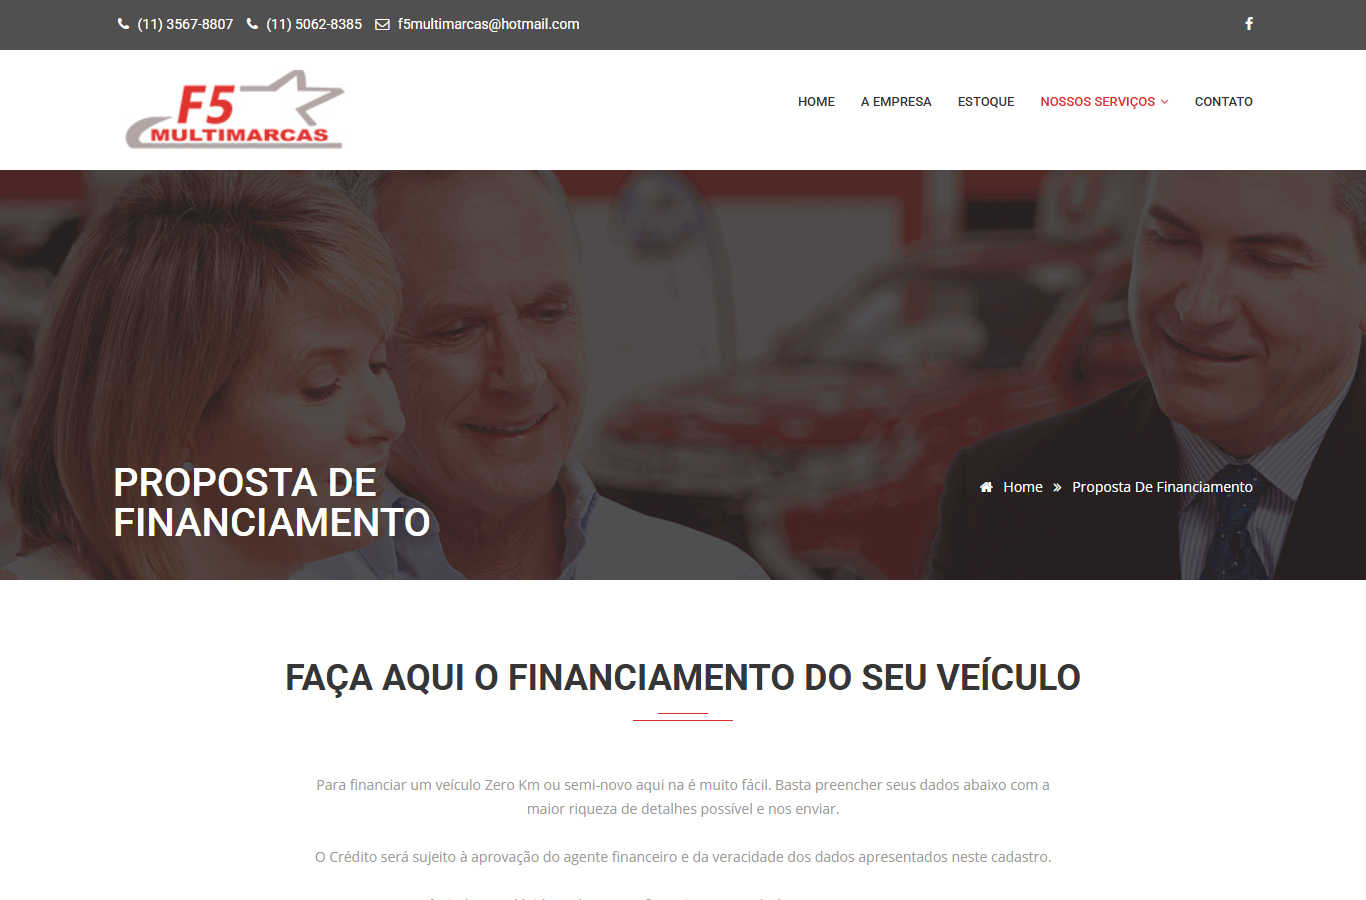 (11) 3567-8807 (11) 5062-8385 f5multimarcas@hotmail.com
F5
MULTIMARCAS
HOME A EMPRESA ESTOQUE NOSSOS SERVIÇOS CONTATO
PROPOSTA DE
FINANCIAMENTO
Home Proposta De Financiamento
FAÇA AQUI O FINANCIAMENTO DO SEU VEÍCULO
Para financiar um veículo Zero Km ou semi-novo aqui na é muito fácil. Basta preencher seus dados abaixo com a
maior riqueza de detalhes possível e nos enviar.
O Crédito será sujeito à aprovação do agente financeiro e da veracidade dos dados apresentados neste cadastro.